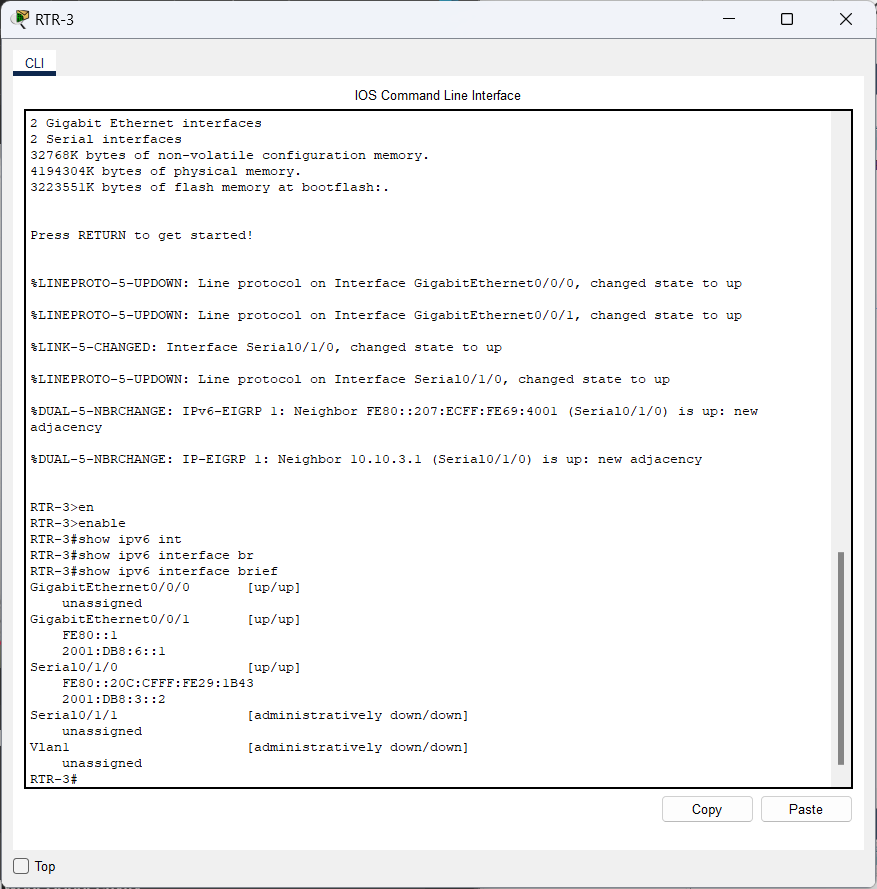 RTR-3
CLI
IOS Command Line Interface
2 Gigabit Ethernet interfaces
2 Serial interfaces
32768K bytes of non-volatile configuration memory.
4194304K bytes of physical memory.
3223551K bytes of flash memory at bootflash:.
Press RETURN to get started!
%LINEPROTO-5-UPDOWN: Line protocol on Interface GigabitEthernet0/0/0, changed state to up
%LINEPROTO-5-UPDOWN: Line protocol on Interface GigabitEthernet0/0/1, changed state to up
%LINK-5-CHANGED: Interface Serial0/1/0, changed state to up
%LINEPROTO-5-UPDOWN: Line protocol on Interface Serial0/1/0, changed state to up
%DUAL-5-NBRCHANGE: IPv6-EIGRP 1: Neighbor FE80::207:ECFF:FE69:4001 (Serial0/1/0) is up: new
adjacency
%DUAL-5-NBRCHANGE: IP-EIGRP 1: Neighbor 10.10.3.1 (Serial0/1/0) is up: new adjacency
RTR-3>en
RTR-3>enable
RTR-3#show ipv6 int
RTR-3#show ipv6 interface br
RTR-3#show ipv6 interface brief
GigabitEthernet0/0/0 [up/up]
unassigned
GigabitEthernet0/0/1 [up/up]
FE80::1
2001:DB8:6::1
Serial0/1/0 [up/up]
FE80::20C:CFFF:FE29:1B43
2001:DB8:3::2
Serial0/1/1 [administratively down/down]
unassigned
Vlan1 [administratively down/down]
unassigned
RTR-3#
Copy Paste
Top